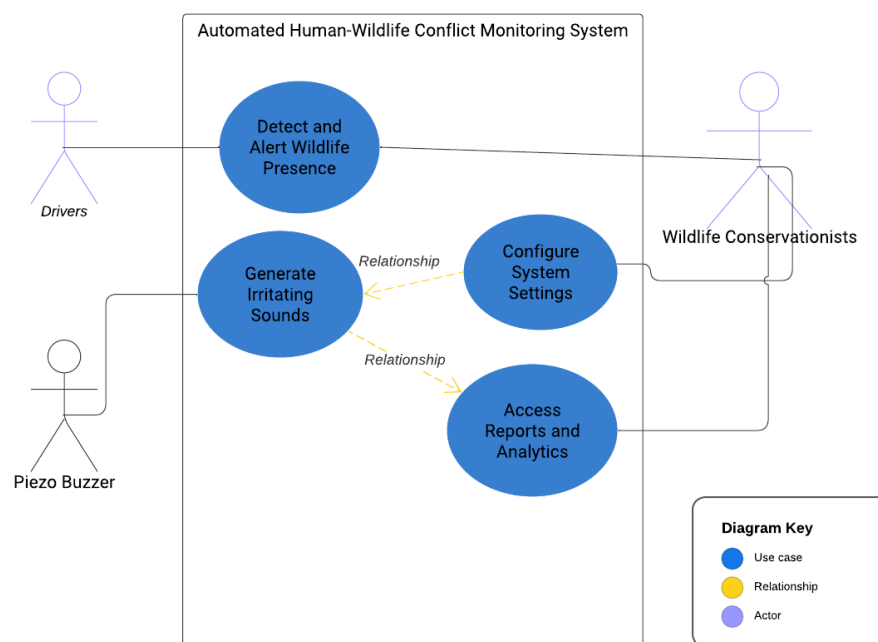 Automated Human-Wildlife Conflict Monitoring System
Detect and
Alert Wildlife
Presence
Drivers
Wildlife Conservationists
Relationship
Configure
System
Settings
Generate
Irritating
Sounds
Relationship
Access
Reports and
Analytics
Piezo Buzzer
Diagram Key
Use case
Relationship
Actor